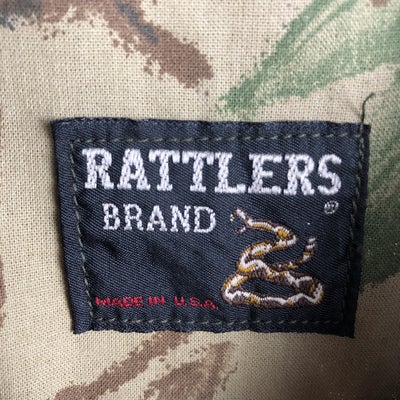 RATTLERS
®
BRAND
MADE IN U.S.A.